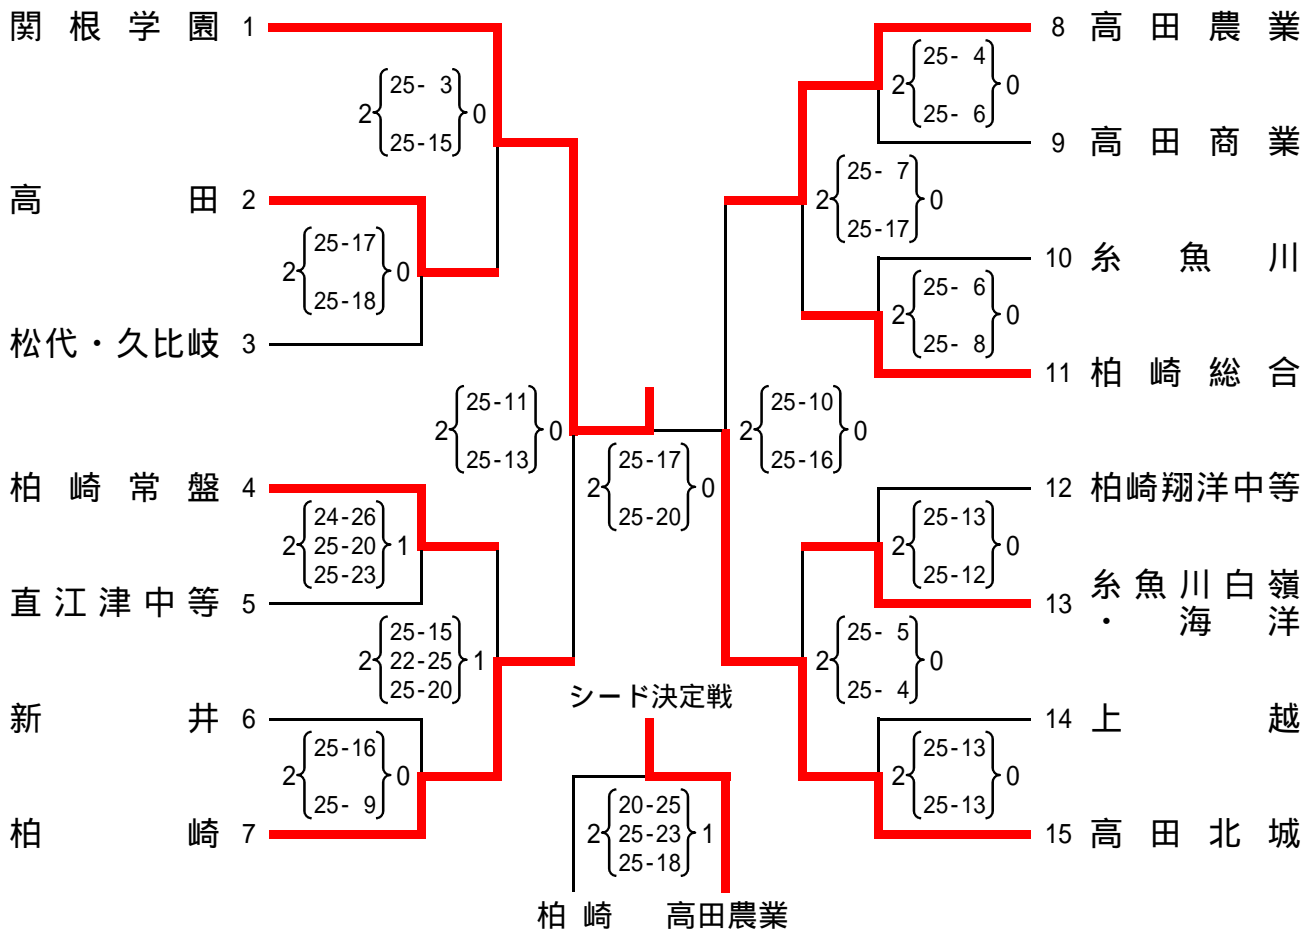 関根学園 1
2 25- 3 0
25-15
高田 2
2 25-17 0
25-18
松代・久比岐 3
2 25-11 0
25-13
柏崎常盤 4
24-26
2 25-20 1
25-23
直江津中等 5
25-15
2 22-25 1
25-20
新井 6
2 25-16 0
25- 9
柏崎 7
2 25-17 0
25-20
8 高田農業
2 25- 4 0
25- 6
9 高田商業
2 25- 7 0
25-17
10 糸魚川
2 25- 6 0
25- 8
11 柏崎総合
2 25-10 0
25-16
12 柏崎翔洋中等
2 25-13 0
25-12
13 糸魚川白嶺
・海洋
2 25- 5 0
25- 4
14 上越
2 25-13 0
25-13
15 高田北城
シード決定戦
20-25
2 25-23 1
25-18
柏崎 高田農業